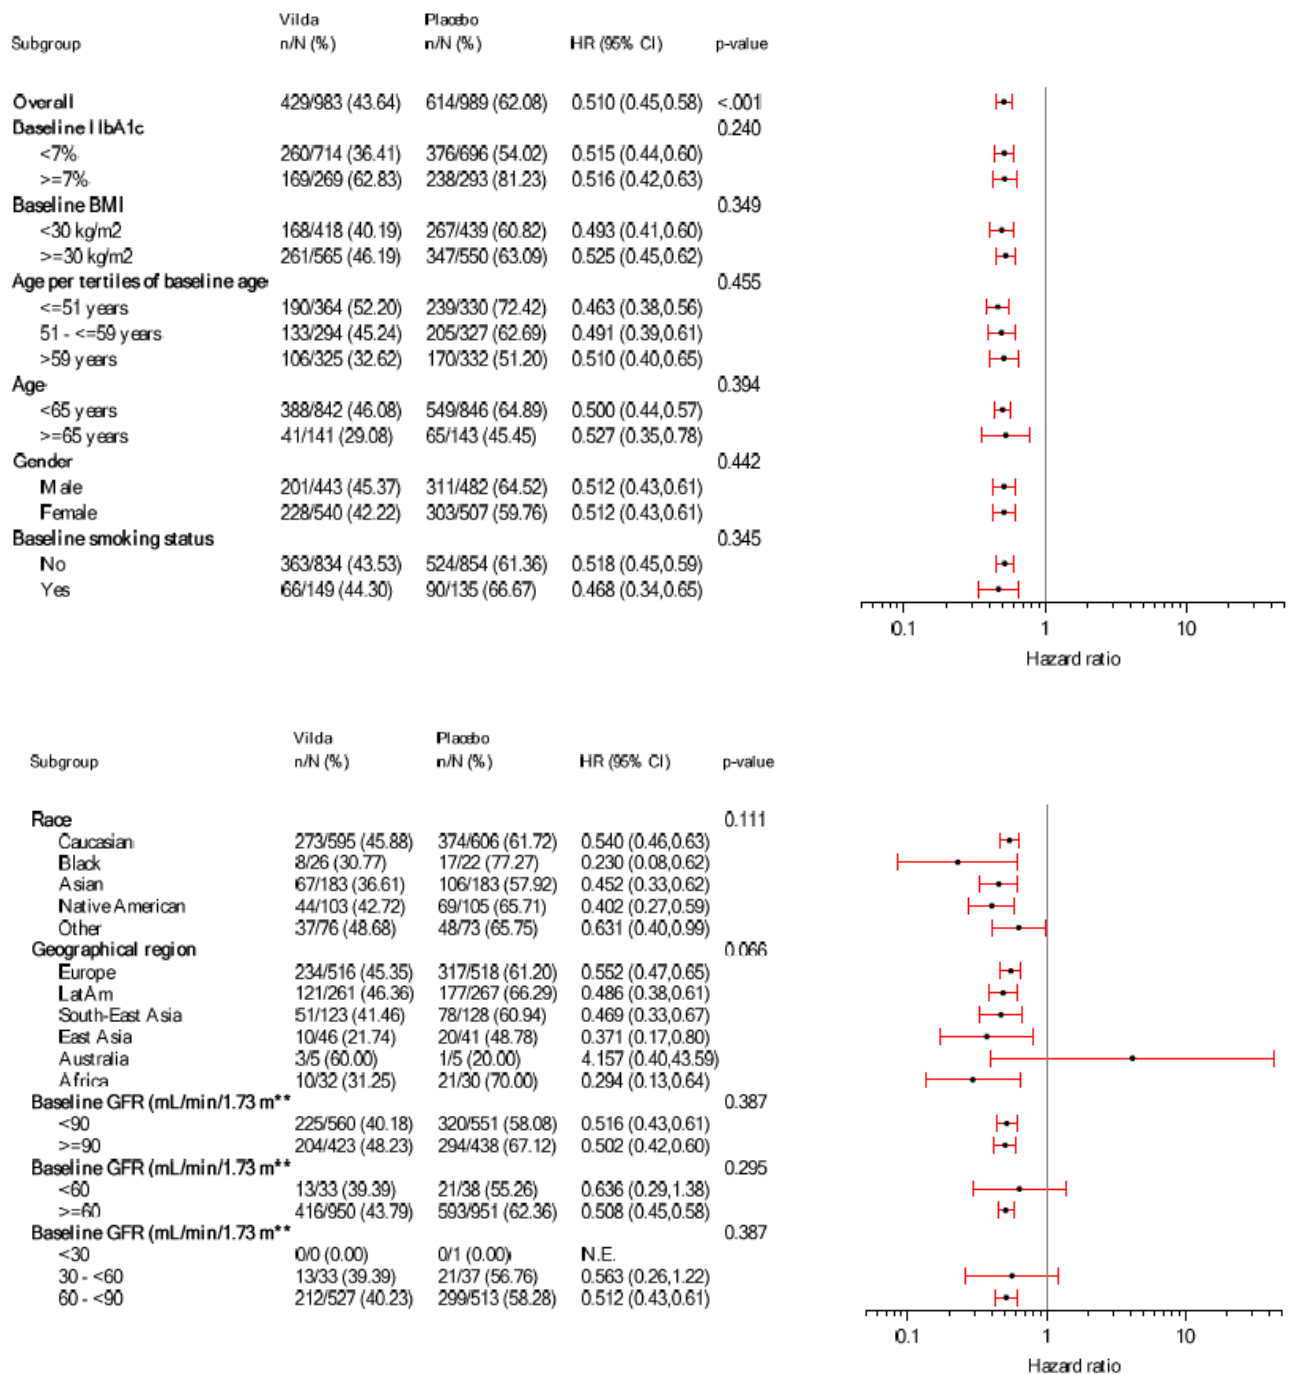 Vilda Placebo
Subgroup n/N (%) n/N (%) HR (95% CI) p-value
Overall 429/983 (43.64) 614/989 (62.08) 0.510 (0.45,0.58) <.001
Baseline HbA1c 0.240
<7% 260/714 (36.41) 376/696 (54.02) 0.515 (0.44,0.60)
>=7% 169/269 (62.83) 238/293 (81.23) 0.516 (0.42,0.63)
Baseline BMI 0.349
<30 kg/m2 168/418 (40.19) 267/439 (60.82) 0.493 (0.41,0.60)
>=30 kg/m2 261/565 (46.19) 347/550 (63.09) 0.525 (0.45,0.62)
Age per tertiles of baseline age 0.455
<=51 years 190/364 (52.20) 239/330 (72.42) 0.463 (0.38,0.56)
51 - <=59 years 133/294 (45.24) 205/327 (62.69) 0.491 (0.39,0.61)
>59 years 106/325 (32.62) 170/332 (51.20) 0.510 (0.40,0.65)
Age 0.394
<65 years 388/842 (46.08) 549/846 (64.89) 0.500 (0.44,0.57)
>=65 years 41/141 (29.08) 65/143 (45.45) 0.527 (0.35,0.78)
Gender 0.442
Male 201/443 (45.37) 311/482 (64.52) 0.512 (0.43,0.61)
Female 228/540 (42.22) 303/507 (59.76) 0.512 (0.43,0.61)
Baseline smoking status 0.345
No 363/834 (43.53) 524/854 (61.36) 0.518 (0.45,0.59)
Yes 66/149 (44.30) 90/135 (66.67) 0.468 (0.34,0.65)
0.1 1 10
Hazard ratio
Vilda Placebo
Subgroup n/N (%) n/N (%) HR (95% CI) p-value
Race 0.111
Caucasian 273/595 (45.88) 374/606 (61.72) 0.540 (0.46,0.63)
Black 8/26 (30.77) 17/22 (77.27) 0.230 (0.08,0.62)
Asian 67/183 (36.61) 106/183 (57.92) 0.452 (0.33,0.62)
Native American 44/103 (42.72) 69/105 (65.71) 0.402 (0.27,0.59)
Other 37/76 (48.68) 48/73 (65.75) 0.631 (0.40,0.99)
Geographical region 0.066
Europe 234/516 (45.35) 317/518 (61.20) 0.552 (0.47,0.65)
LatAm 121/261 (46.36) 177/267 (66.29) 0.486 (0.38,0.61)
South-East Asia 51/123 (41.46) 78/128 (60.94) 0.469 (0.33,0.67)
East Asia 10/46 (21.74) 20/41 (48.78) 0.371 (0.17,0.80)
Australia 3/5 (60.00) 1/5 (20.00) 4.157 (0.40,43.59)
Africa 10/32 (31.25) 21/30 (70.00) 0.294 (0.13,0.64)
Baseline GFR (mL/min/1.73 m** 0.387
<90 225/560 (40.18) 320/551 (58.08) 0.516 (0.43,0.61)
>=90 204/423 (48.23) 294/438 (67.12) 0.502 (0.42,0.60)
Baseline GFR (mL/min/1.73 m** 0.295
<60 13/33 (39.39) 21/38 (55.26) 0.636 (0.29,1.38)
>=60 416/950 (43.79) 593/951 (62.36) 0.508 (0.45,0.58)
Baseline GFR (mL/min/1.73 m** 0.387
<30 0/0 (0.00) 0/1 (0.00) N.E.
30 - <60 13/33 (39.39) 21/37 (56.76) 0.563 (0.26,1.22)
60 - <90 212/527 (40.23) 299/513 (58.28) 0.512 (0.43,0.61)
0.1 1 10
Hazard ratio